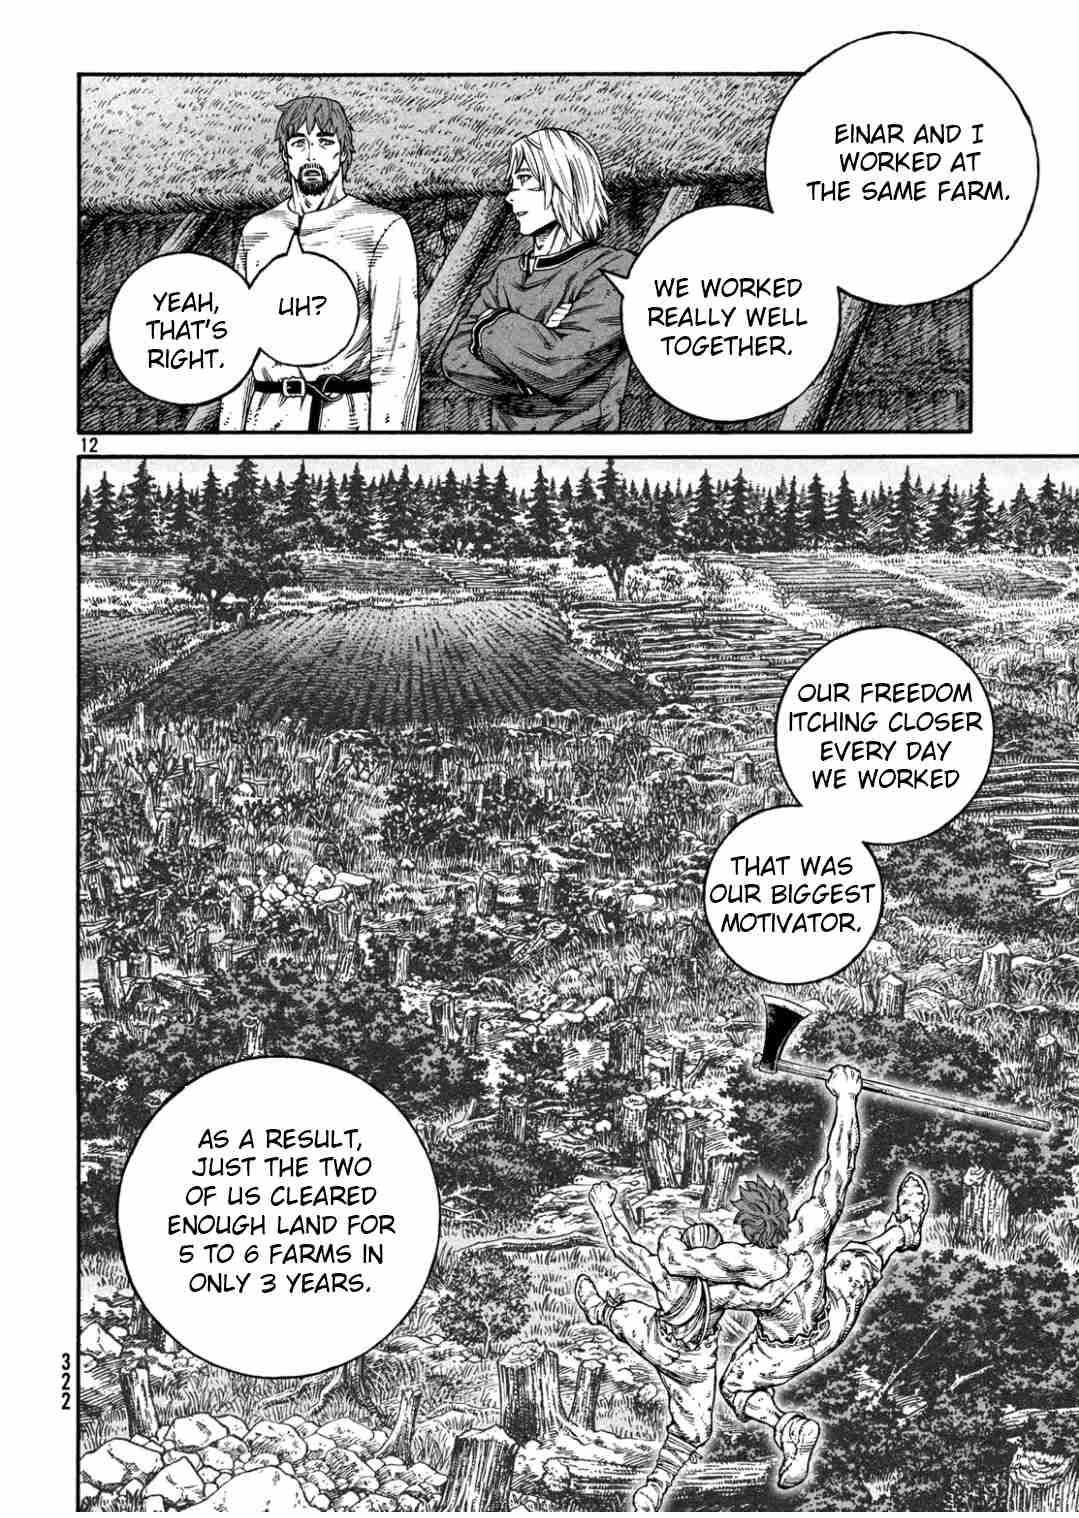 EINAR AND I
WORKED AT
THE SAME FARM.
WE WORKED
REALLY WELL
TOGETHER.
UH?
YEAH,
THAT'S
RIGHT.
12
OUR FREEDOM
ITCHING CLOSER
EVERY DAY
WE WORKED
THAT WAS
OUR BIGGEST
MOTIVATOR.
AS A RESULT,
JUST THE TWO
OF US CLEARED
ENOUGH LAND FOR
5 TO 6 FARMS IN
ONLY 3 YEARS.
322